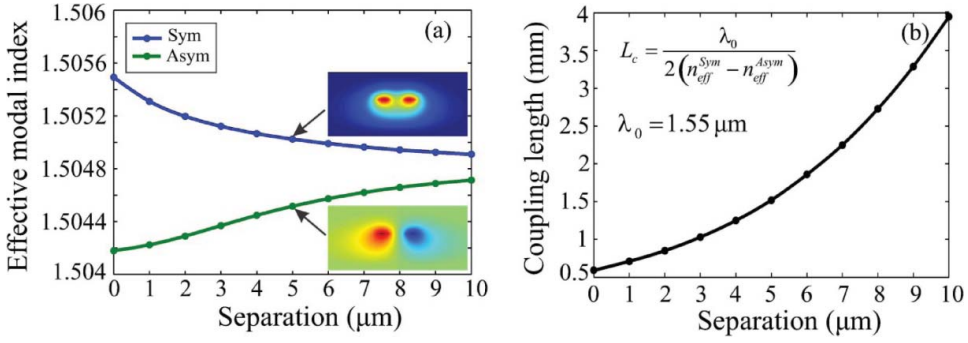 1.506
1.5056
1.5052
1.5048
1.5044
1.504
Effective modal index
Sym
Asym
(a)
0 1 2 3 4 5 6 7 8 9 10
Separation (μm)
4
3.5
3
2.5
2
1.5
1
0.5
Coupling length (mm)
(b)
L_c = λ_0 / 2(n_eff^Sym − n_eff^Asym)
λ_0 = 1.55 μm
0 1 2 3 4 5 6 7 8 9 10
Separation (μm)